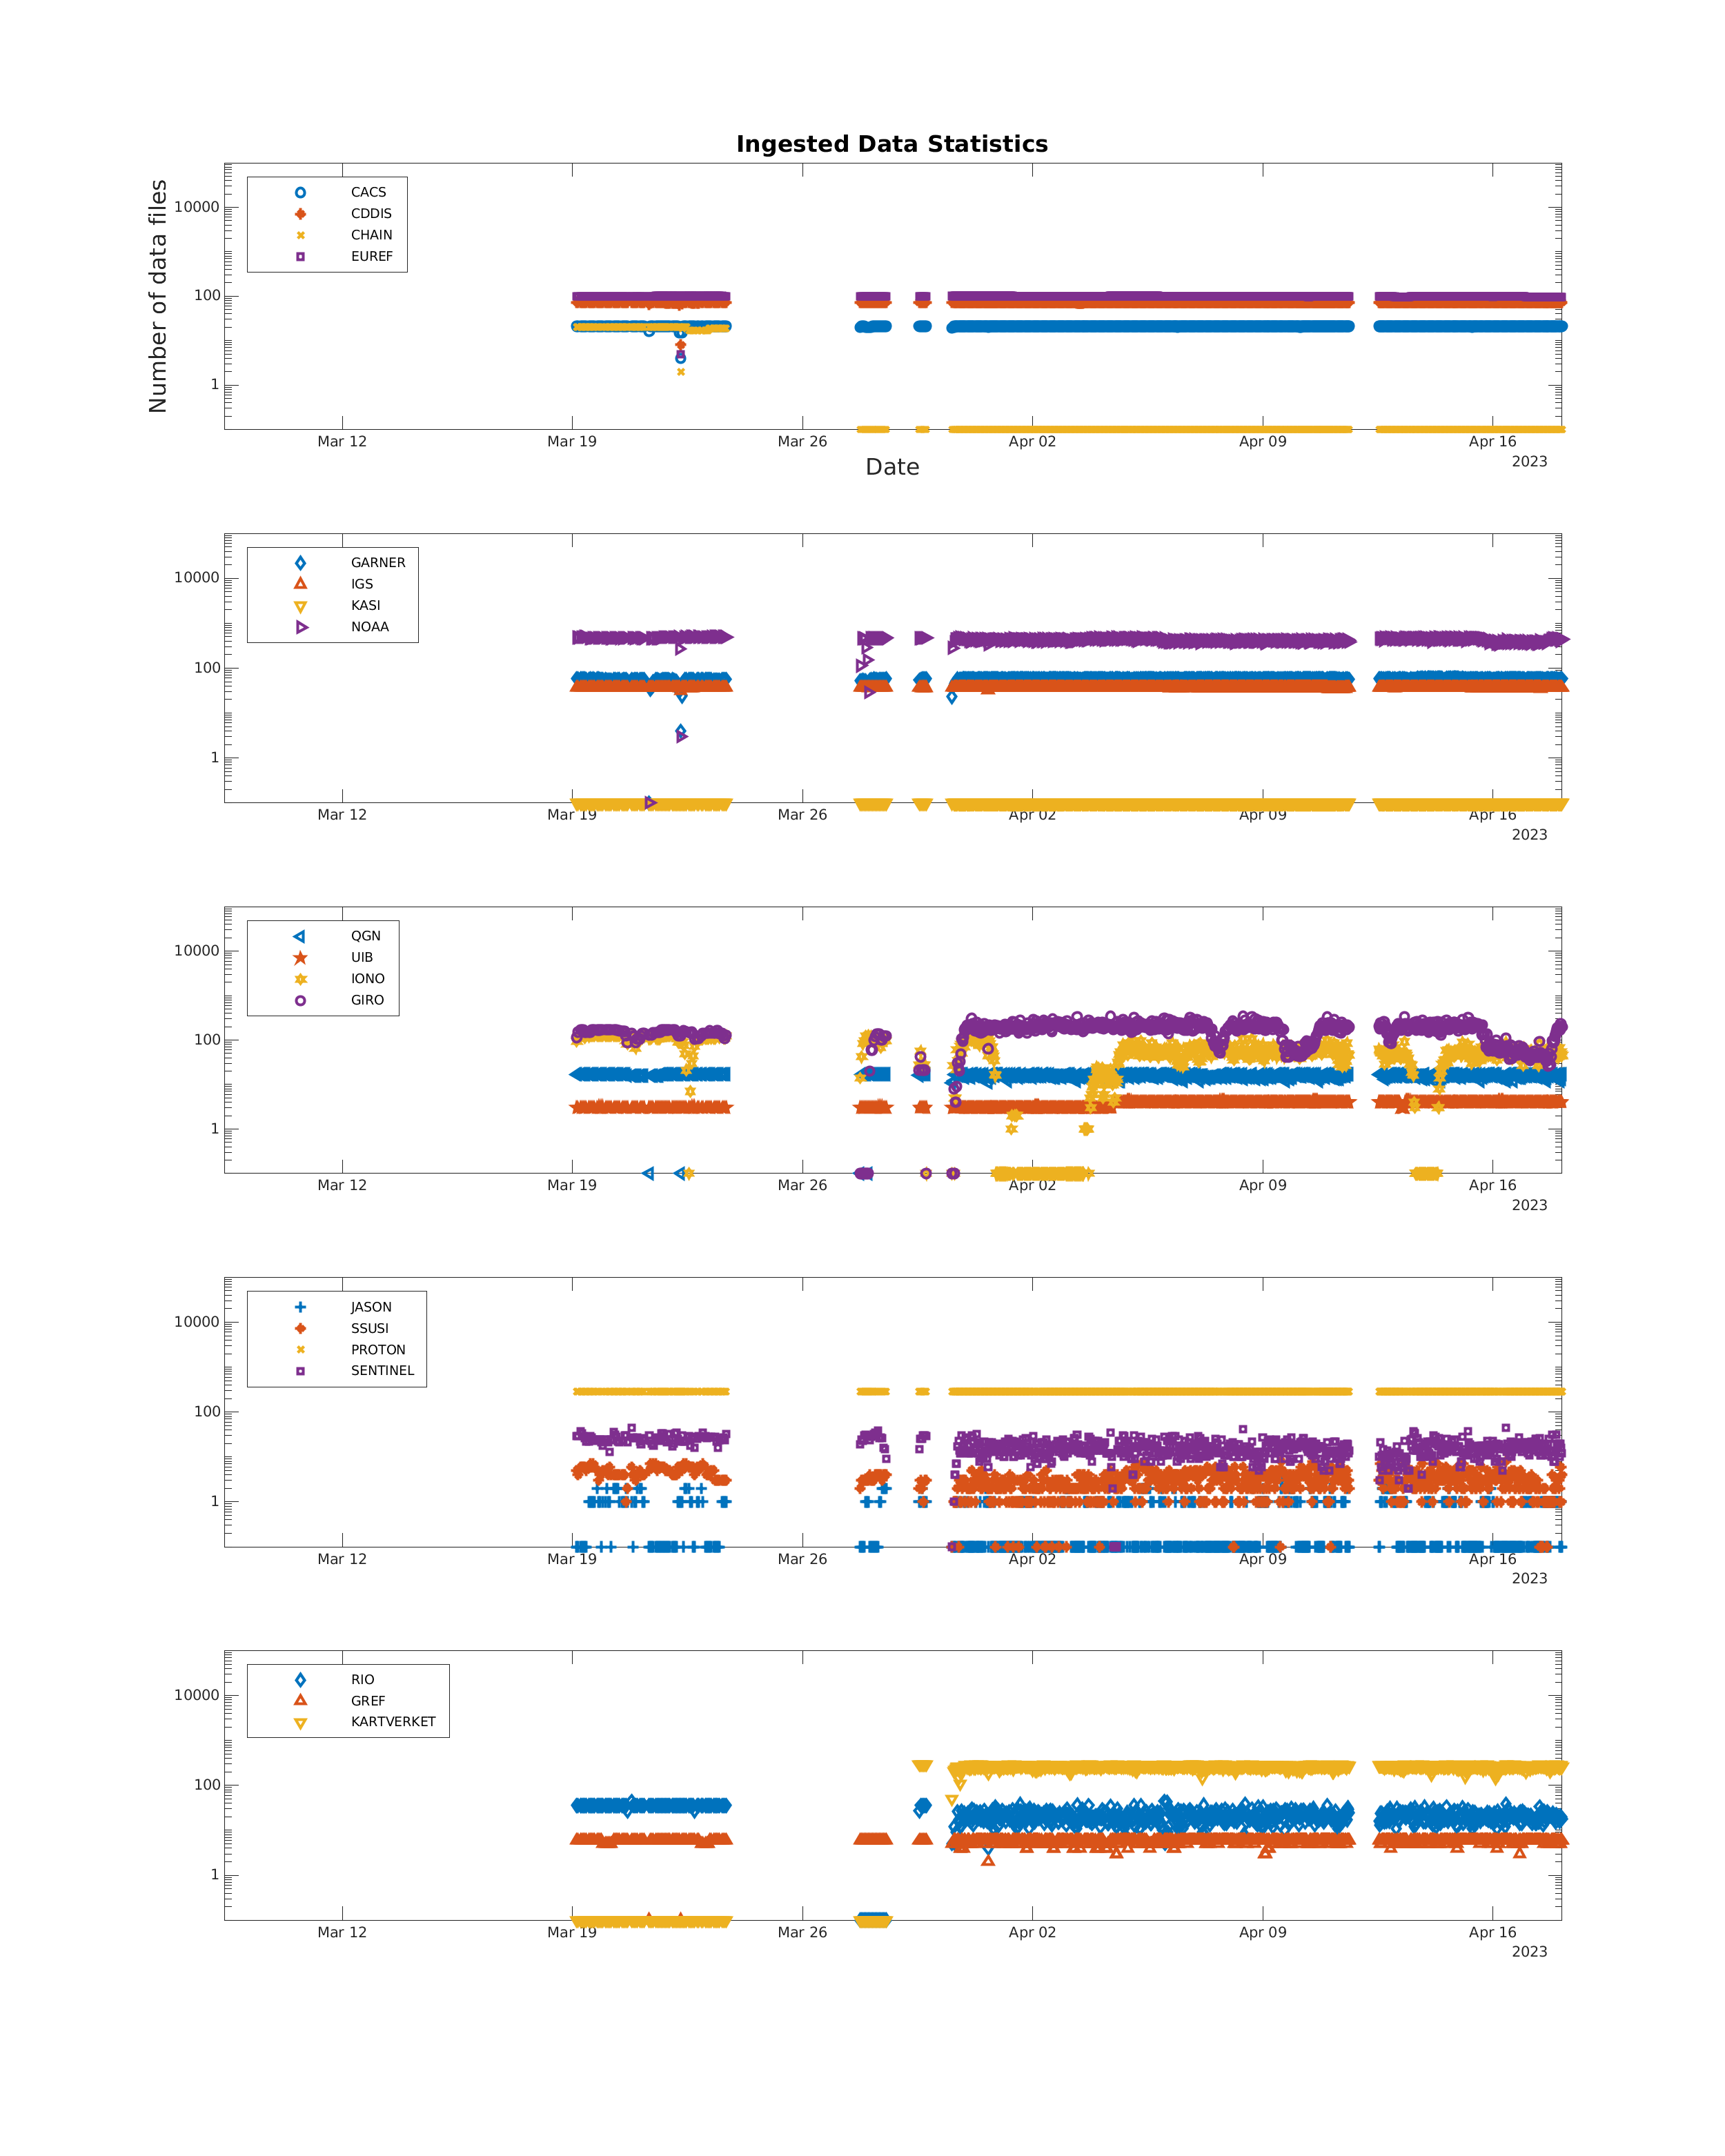 Ingested Data Statistics
Number of data files
10000
100
1
CACS
CDDIS
CHAIN
EUREF
Mar 12 Mar 19 Mar 26 Apr 02 Apr 09 Apr 16
2023
Date
10000
100
1
GARNER
IGS
KASI
NOAA
Mar 12 Mar 19 Mar 26 Apr 02 Apr 09 Apr 16
2023
10000
100
1
QGN
UIB
IONO
GIRO
Mar 12 Mar 19 Mar 26 Apr 02 Apr 09 Apr 16
2023
10000
100
1
JASON
SSUSI
PROTON
SENTINEL
Mar 12 Mar 19 Mar 26 Apr 02 Apr 09 Apr 16
2023
10000
100
1
RIO
GREF
KARTVERKET
Mar 12 Mar 19 Mar 26 Apr 02 Apr 09 Apr 16
2023